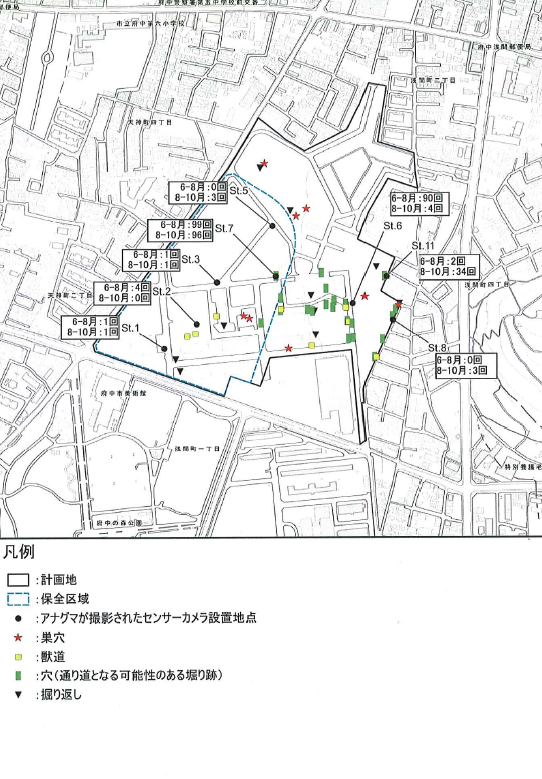 府中警察署第五中学校前交番
便局
市立府中第六小学校
府中浅間郵便局
浅間町二丁目
天神町四丁目
6-8月:0回
8-10月:3回
St.5
6-8月:90回
8-10月:4回
6-8月:99回
8-10月:96回
St.7
St.6
St.11
6-8月:1回
8-10月:1回
St.3
6-8月:2回
8-10月:34回
浅間町四丁目
6-8月:4回
8-10月:0回
St.2
天神町二丁目
6-8月:1回
8-10月:1回
St.1
St.8
6-8月:0回
8-10月:3回
府中市美術館
浅間町一丁目
特別養護老
府中の森公園
凡例
:計画地
:保全区域
:アナグマが撮影されたセンサーカメラ設置地点
:巣穴
:獣道
:穴(通り道となる可能性のある掘り跡)
:掘り返し